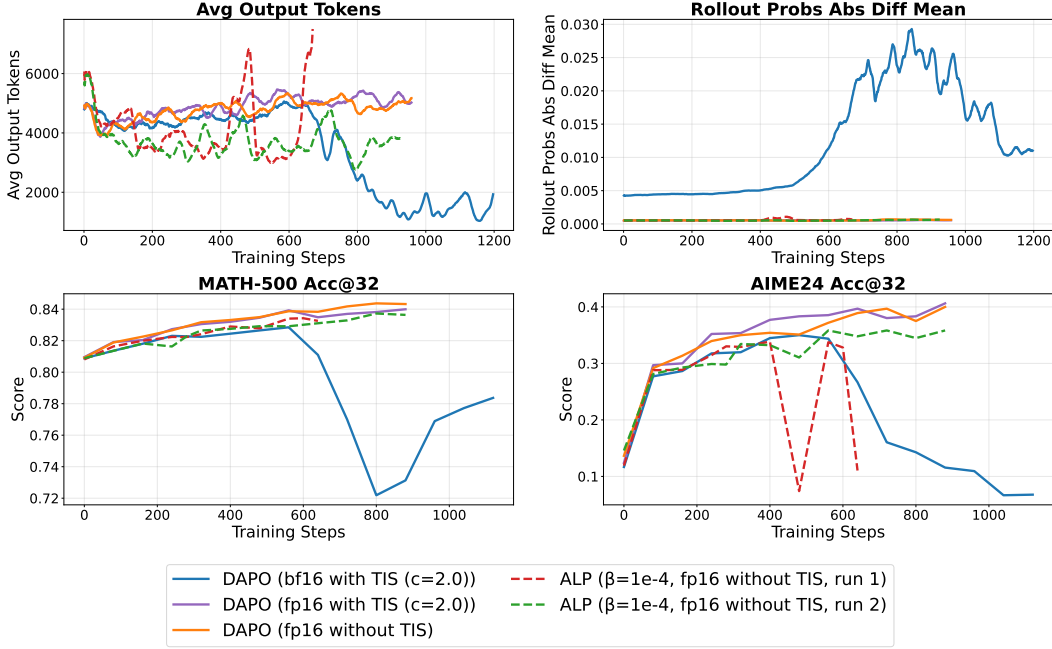 Avg Output Tokens
Avg Output Tokens
6000
4000
2000
0 200 400 600 800 1000 1200
Training Steps
Rollout Probs Abs Diff Mean
Rollout Probs Abs Diff Mean
0.030
0.025
0.020
0.015
0.010
0.005
0.000
0 200 400 600 800 1000 1200
Training Steps
MATH-500 Acc@32
Score
0.84
0.82
0.80
0.78
0.76
0.74
0.72
0 200 400 600 800 1000
Training Steps
AIME24 Acc@32
Score
0.4
0.3
0.2
0.1
0 200 400 600 800 1000
Training Steps
DAPO (bf16 with TIS (c=2.0))
DAPO (fp16 with TIS (c=2.0))
DAPO (fp16 without TIS)
ALP (β=1e-4, fp16 without TIS, run 1)
ALP (β=1e-4, fp16 without TIS, run 2)